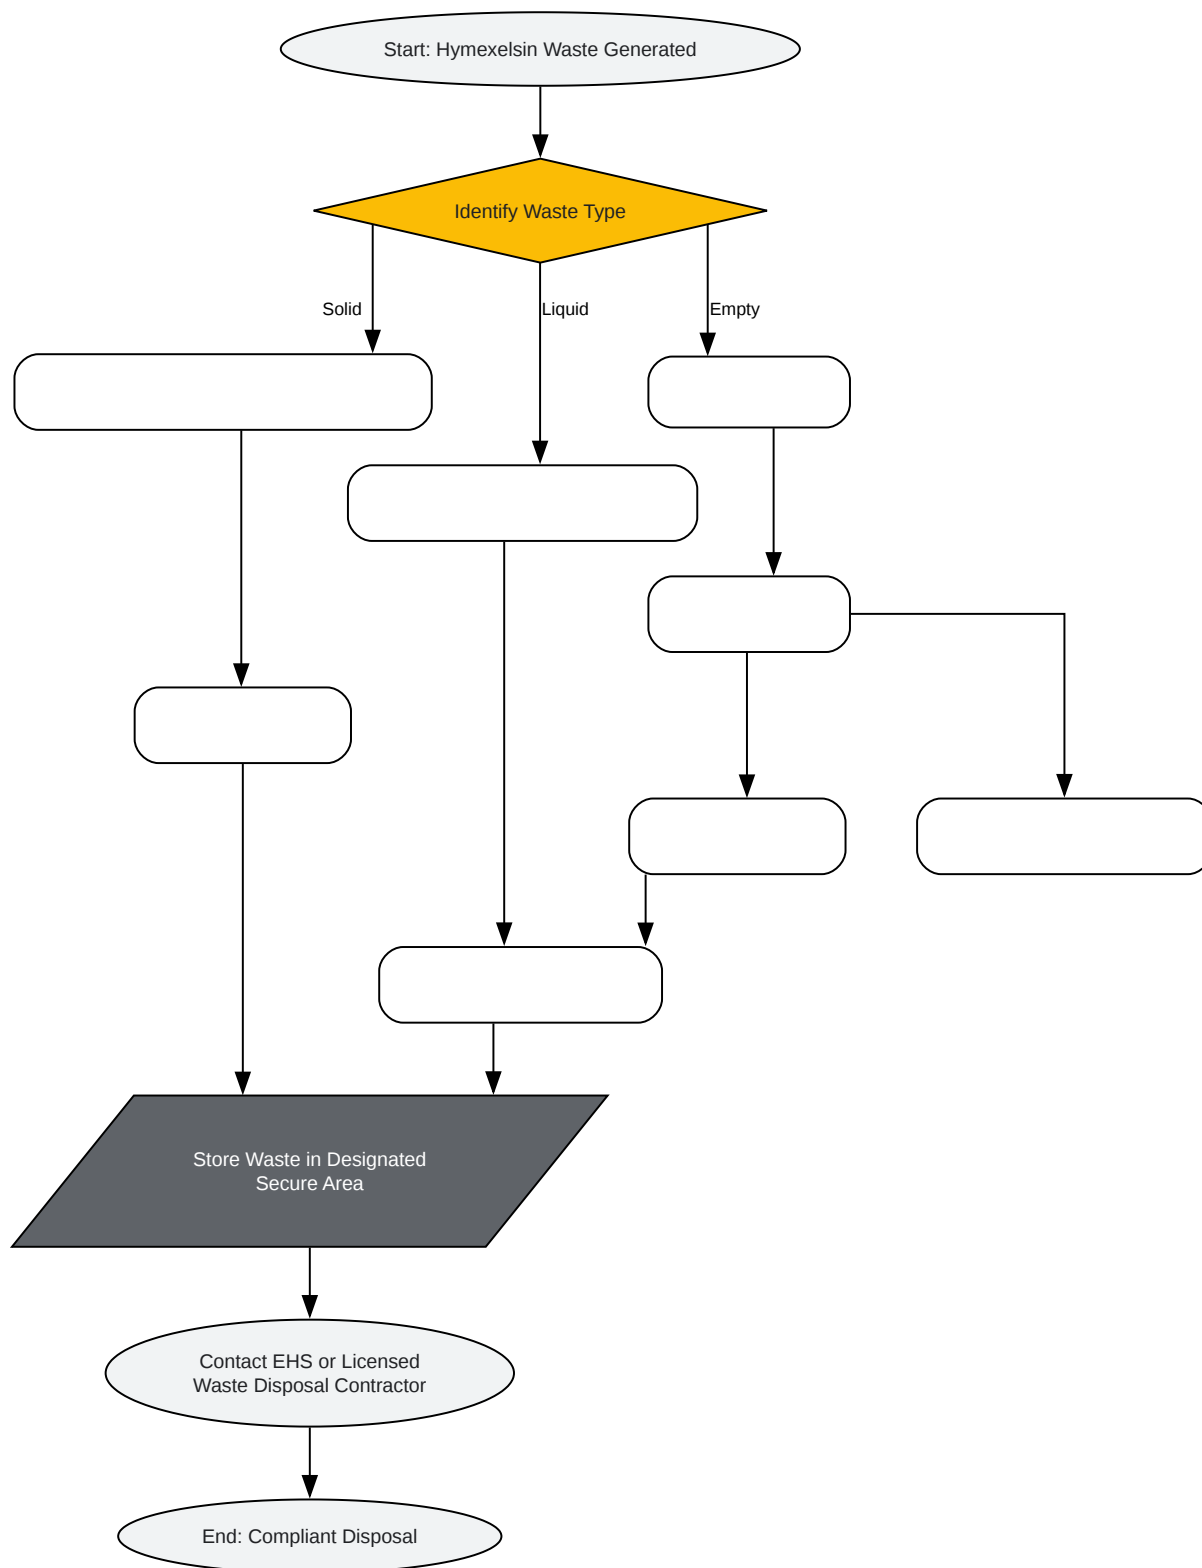 Start: Hymexelsin Waste Generated
Identify Waste Type
Solid
Liquid
Empty
Store Waste in Designated
Secure Area
Contact EHS or Licensed
Waste Disposal Contractor
End: Compliant Disposal